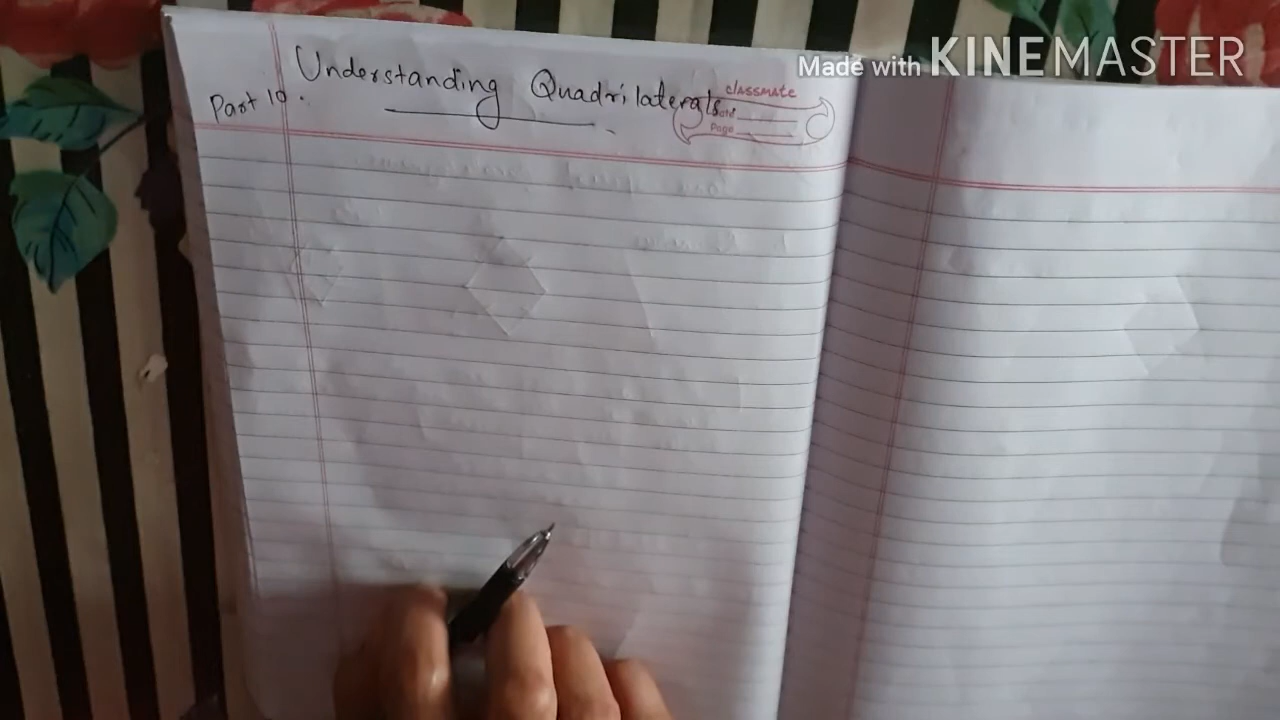 Made with KINEMASTER
Understanding Quadrilaterals
Part 10.
classmate
Date
Page